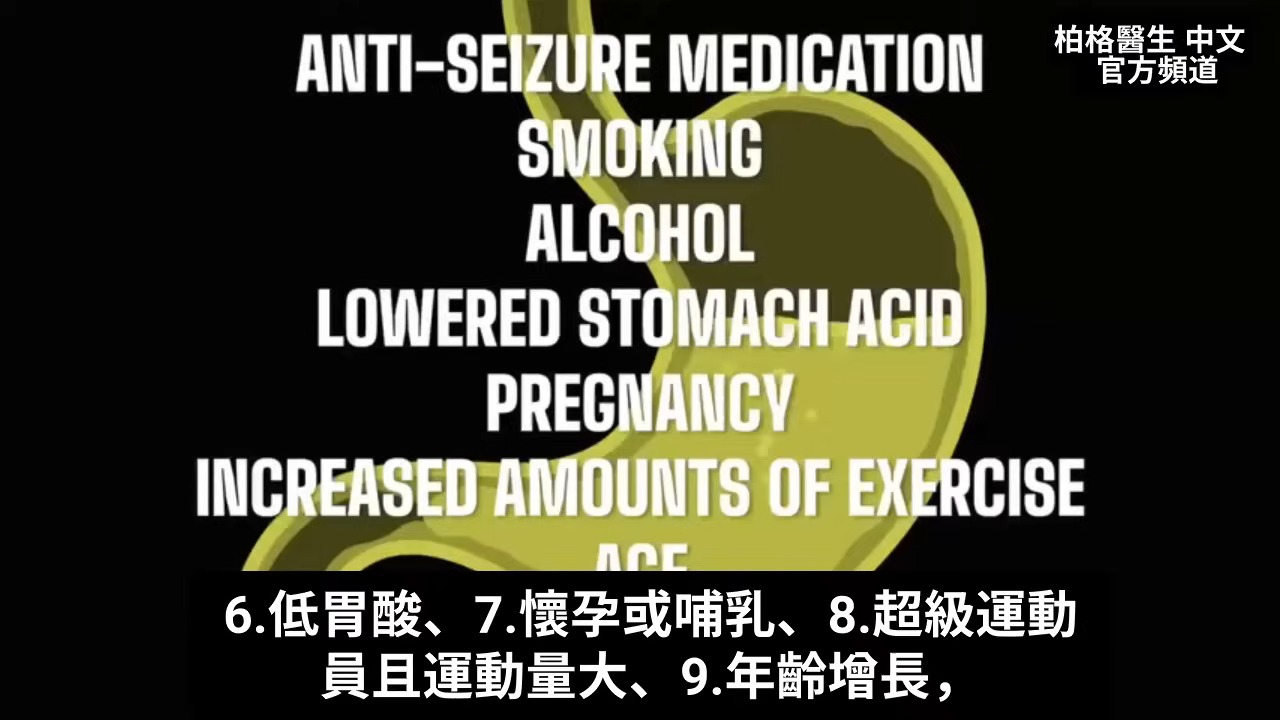 柏格醫生 中文
官方頻道
ANTI-SEIZURE MEDICATION
SMOKING
ALCOHOL
LOWERED STOMACH ACID
PREGNANCY
INCREASED AMOUNTS OF EXERCISE
AGE
6.低胃酸、7.懷孕或哺乳、8.超級運動
員且運動量大、9.年齡增長，